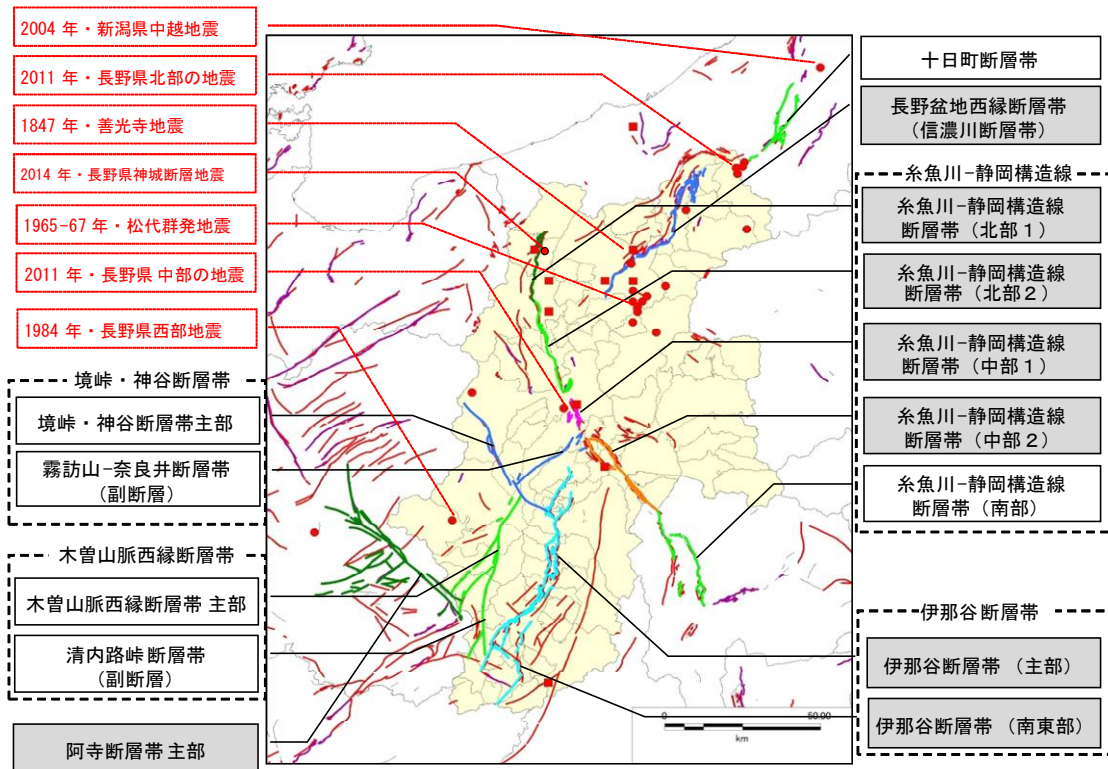 2004 年・新潟県中越地震
2011 年・長野県北部の地震
1847 年・善光寺地震
2014 年・長野県神城断層地震
1965-67 年・松代群発地震
2011 年・長野県 中部の地震
1984 年・長野県西部地震
境峠・神谷断層帯
境峠・神谷断層帯主部
霧訪山-奈良井断層帯
(副断層)
木曽山脈西縁断層帯
木曽山脈西縁断層帯 主部
清内路峠断層帯
(副断層)
阿寺断層帯 主部
十日町断層帯
長野盆地西縁断層帯
(信濃川断層帯)
糸魚川-静岡構造線
糸魚川-静岡構造線
断層帯(北部1)
糸魚川-静岡構造線
断層帯(北部2)
糸魚川-静岡構造線
断層帯(中部1)
糸魚川-静岡構造線
断層帯(中部2)
糸魚川-静岡構造線
断層帯(南部)
伊那谷断層帯
伊那谷断層帯 (主部)
伊那谷断層帯 (南東部)
0 50.00
km